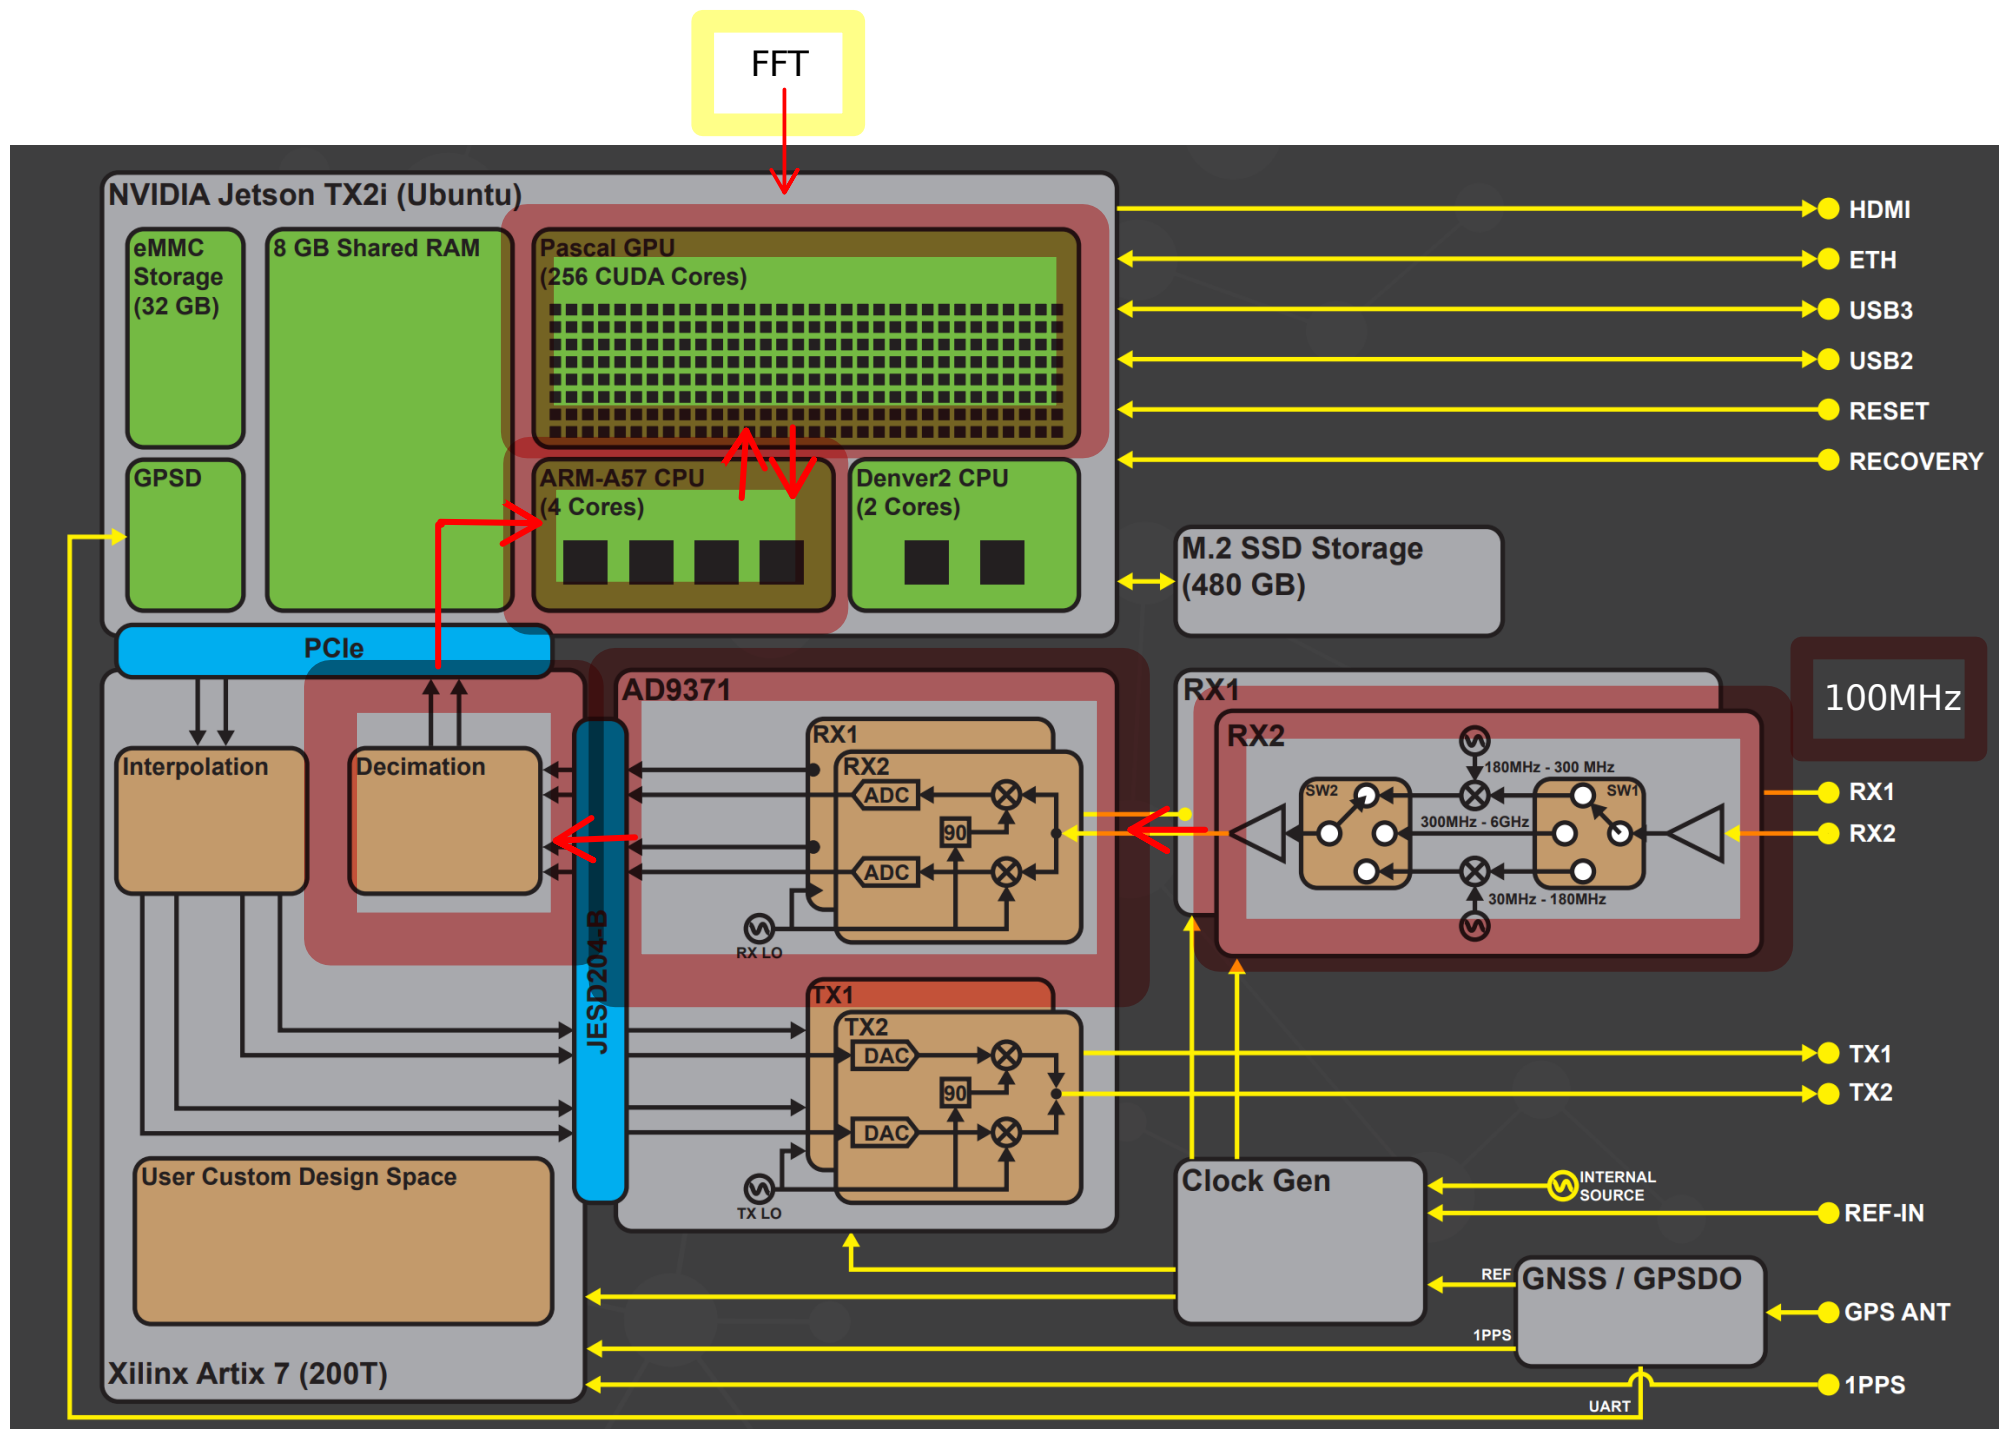 FFT
NVIDIA Jetson TX2i (Ubuntu)
eMMC
Storage
(32 GB)
8 GB Shared RAM
Pascal GPU
(256 CUDA Cores)
GPSD
ARM-A57 CPU
(4 Cores)
Denver2 CPU
(2 Cores)
HDMI
ETH
USB3
USB2
RESET
RECOVERY
M.2 SSD Storage
(480 GB)
PCIe
Interpolation
Decimation
JESD204-B
AD9371
RX1
RX2
ADC
90
ADC
RX LO
TX1
TX2
DAC
90
DAC
TX LO
RX1
RX2
180MHz - 300 MHz
SW2
SW1
300MHz - 6GHz
30MHz - 180MHz
100MHz
RX1
RX2
TX1
TX2
User Custom Design Space
Xilinx Artix 7 (200T)
Clock Gen
INTERNAL
SOURCE
REF-IN
REF
GNSS / GPSDO
GPS ANT
1PPS
1PPS
UART